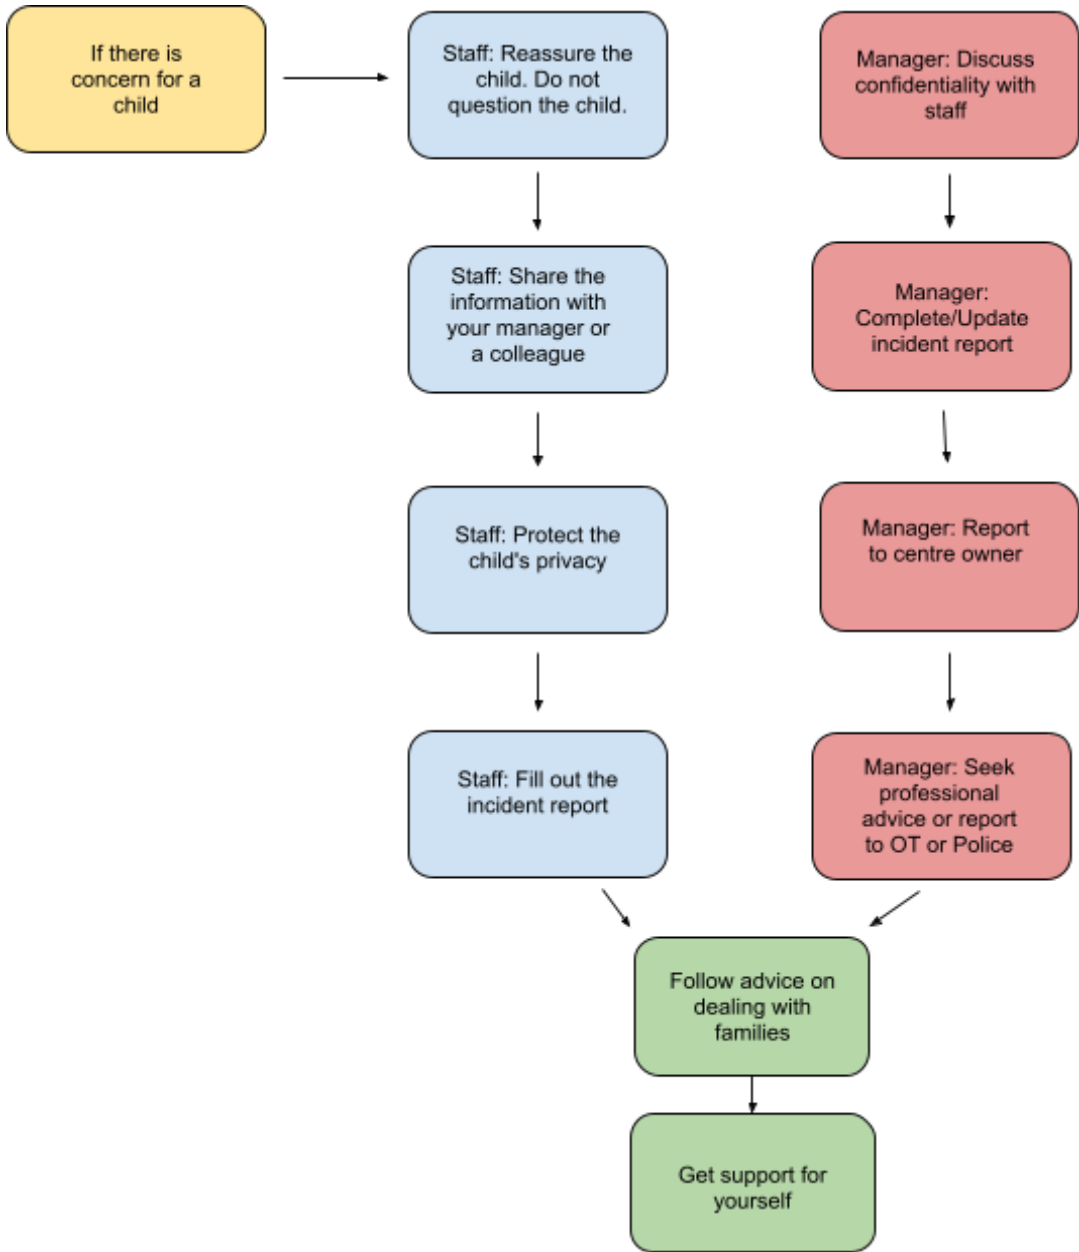 If there is
concern for a
child
Staff: Reassure the
child. Do not
question the child.
Manager: Discuss
confidentiality with
staff
Staff: Share the
information with
your manager or
a colleague
Manager:
Complete/Update
incident report
Staff: Protect the
child's privacy
Manager: Report
to centre owner
Staff: Fill out the
incident report
Manager: Seek
professional
advice or report
to OT or Police
Follow advice on
dealing with
families
Get support for
yourself